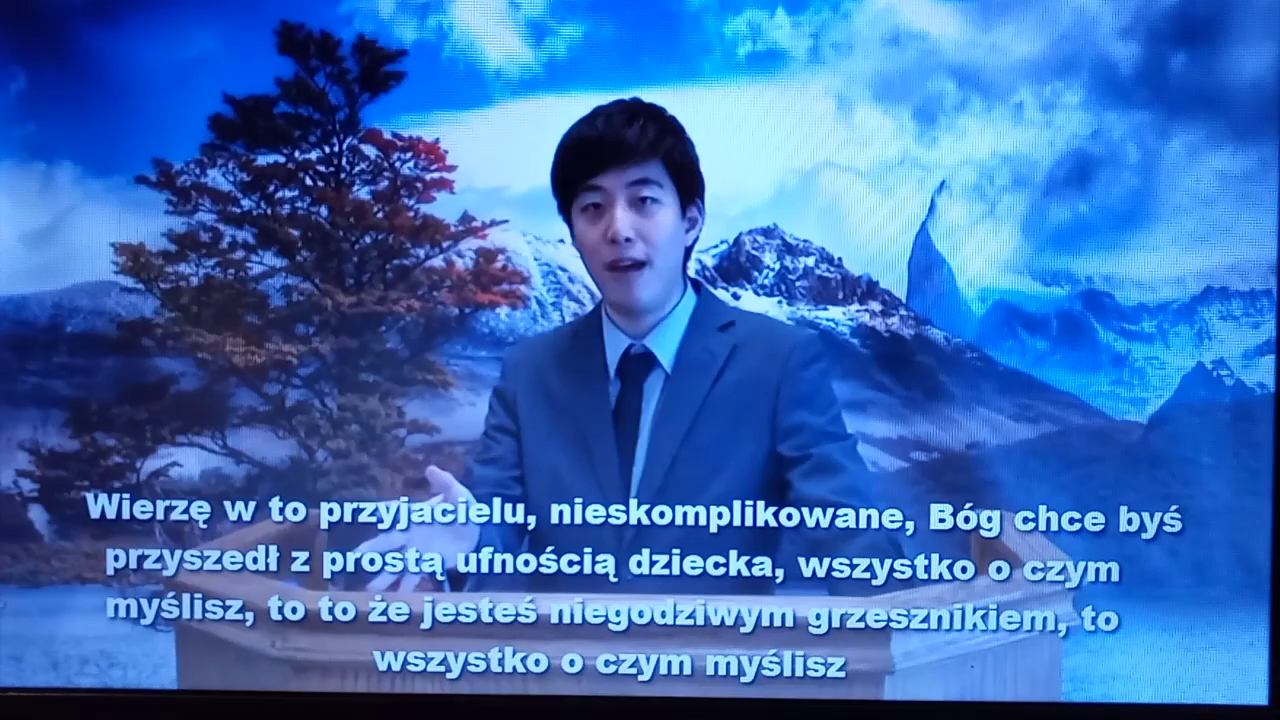 Wierzę w to przyjacielu, nieskomplikowane, Bóg chce byś
przyszedł z prostą ufnością dziecka, wszystko o czym
myślisz, to to że jesteś niegodziwym grzesznikiem, to
wszystko o czym myślisz